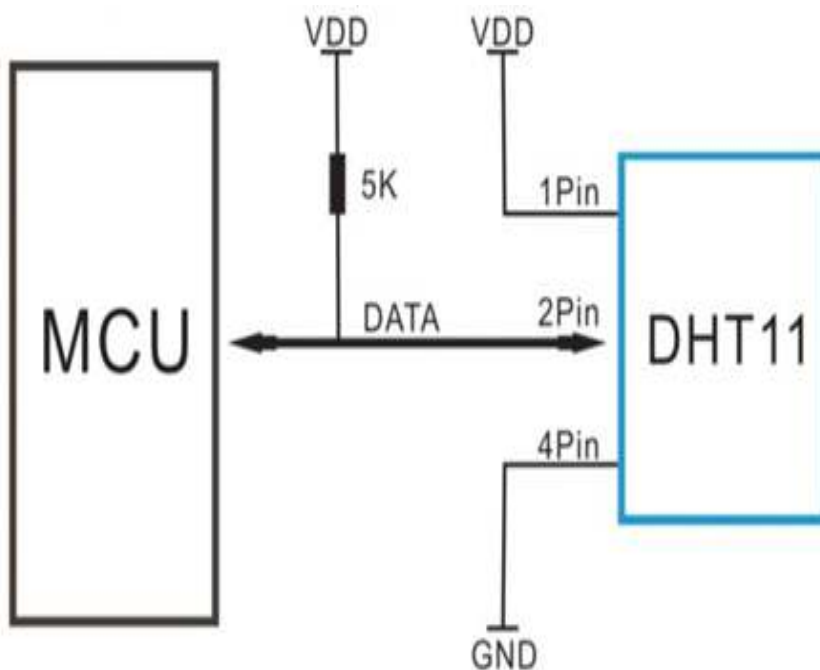 VDD
VDD
5K
1Pin
MCU
DATA
2Pin
DHT11
4Pin
GND